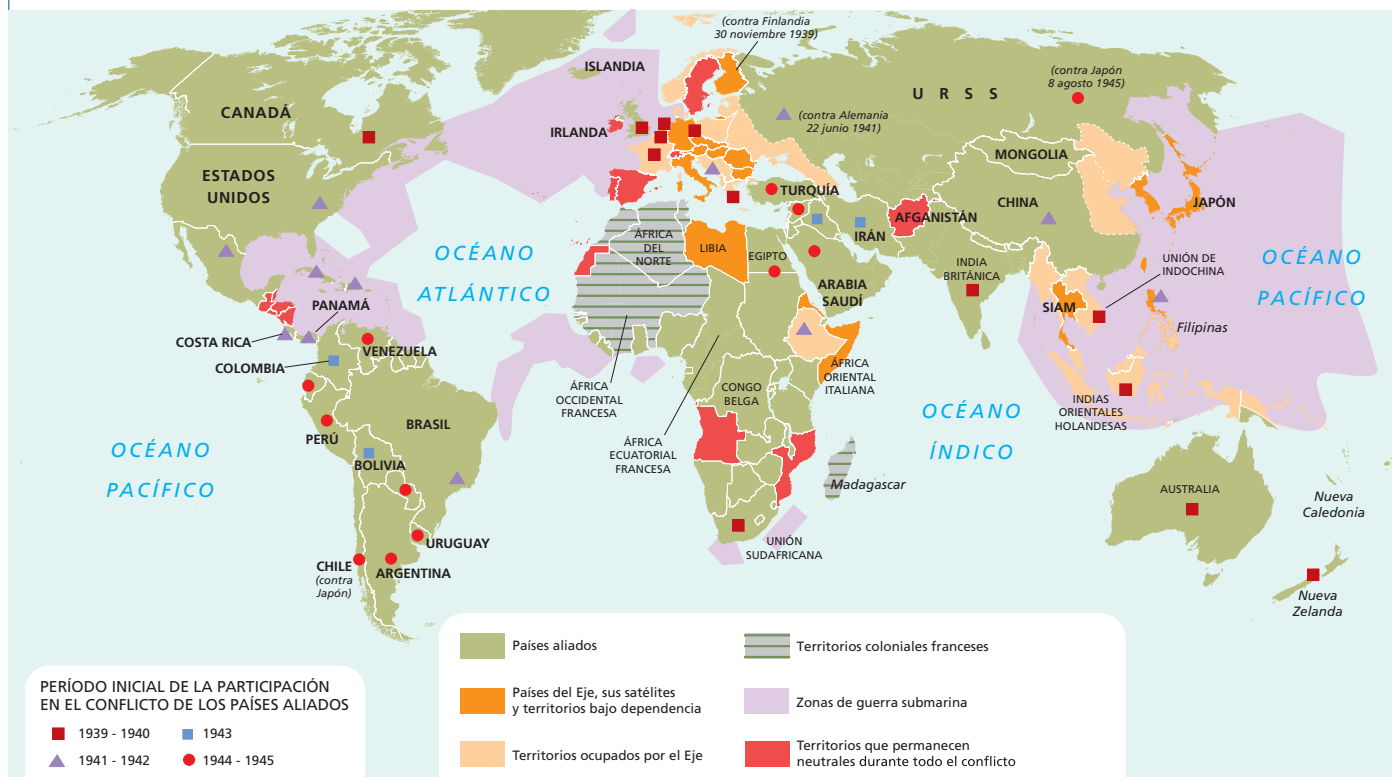 (contra Finlandia
30 noviembre 1939)
ISLANDIA
CANADÁ
IRLANDA
U R S S
(contra Japón
8 agosto 1945)
(contra Alemania
22 junio 1941)
MONGOLIA
ESTADOS
UNIDOS
TURQUÍA
CHINA
JAPÓN
AFGANISTÁN
IRÁN
OCÉANO
ATLÁNTICO
ÁFRICA
DEL
NORTE
LIBIA
EGIPTO
ARABIA
SAUDÍ
INDIA
BRITÁNICA
UNIÓN DE
INDOCHINA
OCÉANO
PACÍFICO
SIAM
Filipinas
PANAMÁ
COSTA RICA
VENEZUELA
COLOMBIA
ÁFRICA
OCCIDENTAL
FRANCESA
ÁFRICA
ECUATORIAL
FRANCESA
CONGO
BELGA
ÁFRICA
ORIENTAL
ITALIANA
INDIAS
ORIENTALES
HOLANDESAS
OCÉANO
ÍNDICO
OCÉANO
PACÍFICO
PERÚ
BRASIL
BOLIVIA
Madagascar
AUSTRALIA
Nueva
Caledonia
UNIÓN
SUDAFRICANA
URUGUAY
CHILE
(contra
Japón)
ARGENTINA
Nueva
Zelanda
PERÍODO INICIAL DE LA PARTICIPACIÓN
EN EL CONFLICTO DE LOS PAÍSES ALIADOS
1939 - 1940
1943
1941 - 1942
1944 - 1945
Países aliados
Países del Eje, sus satélites
y territorios bajo dependencia
Territorios ocupados por el Eje
Territorios coloniales franceses
Zonas de guerra submarina
Territorios que permanecen
neutrales durante todo el conflicto